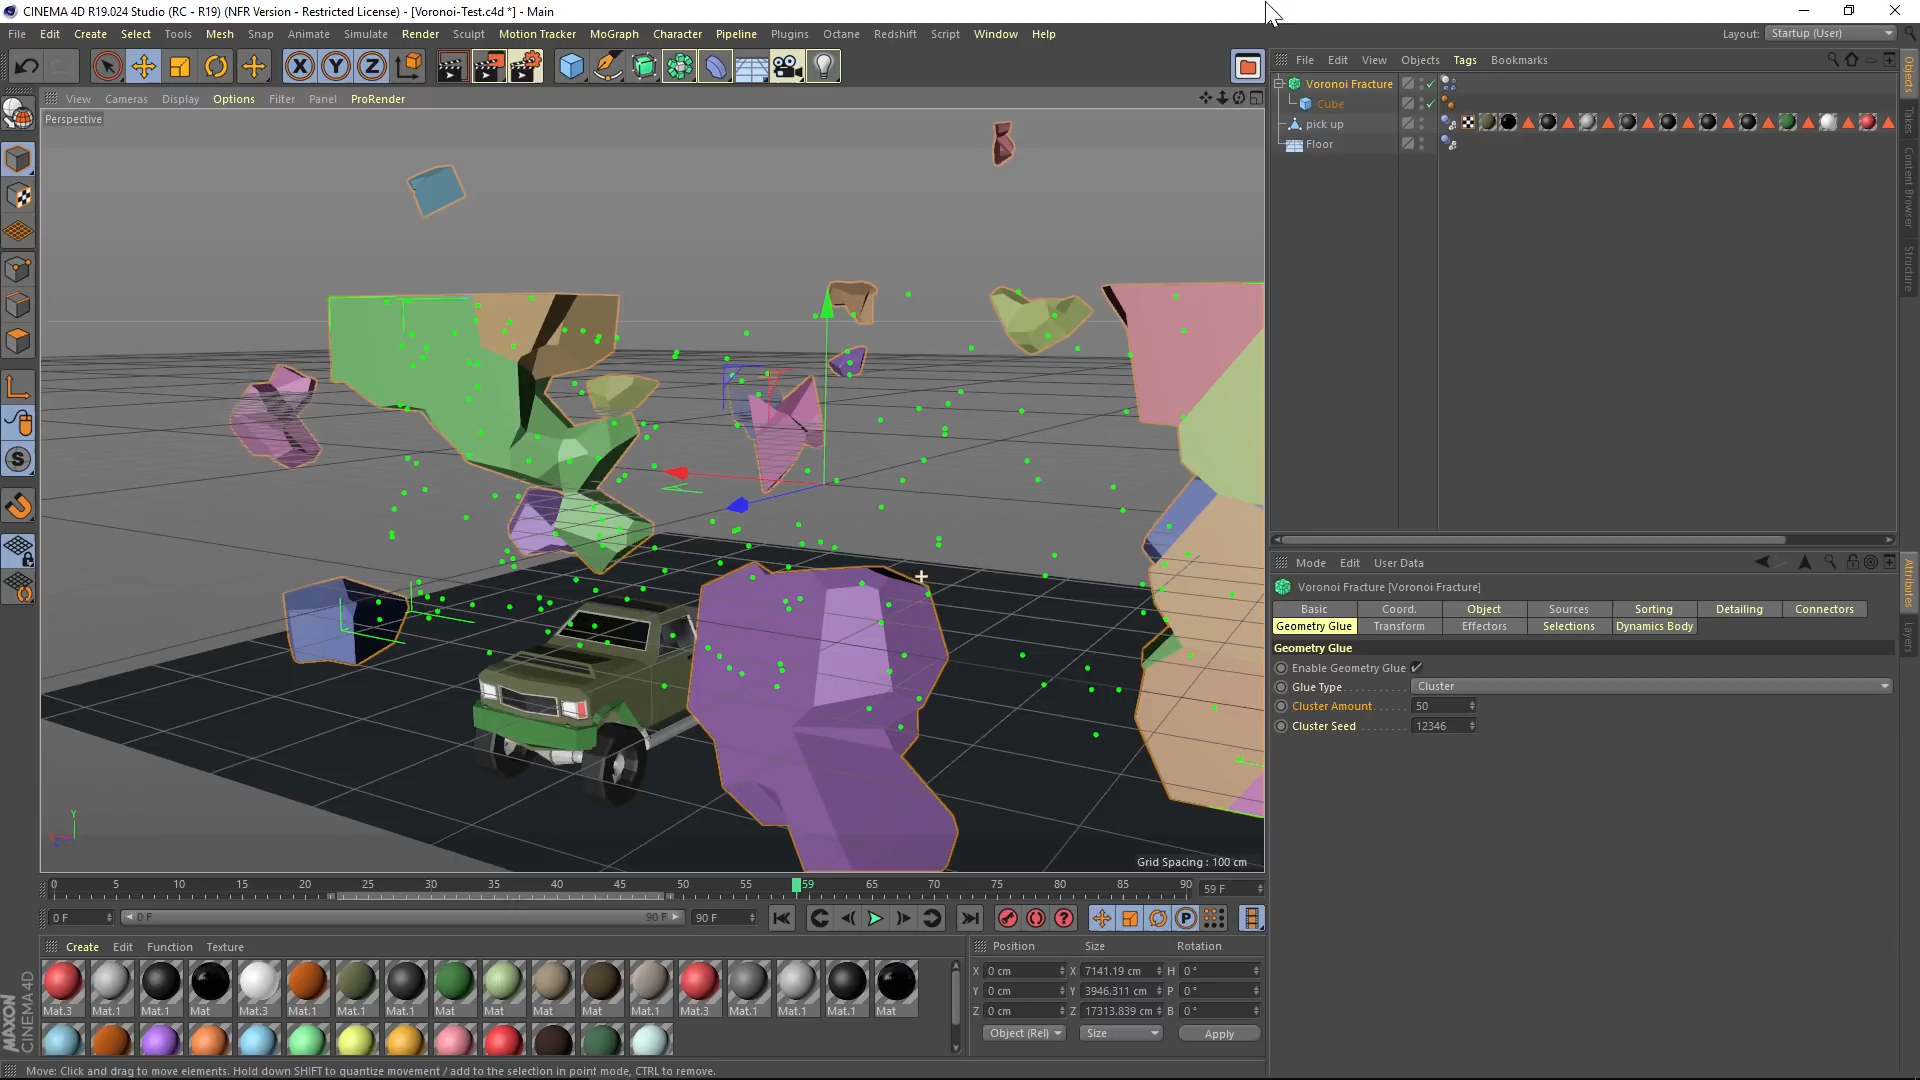 CINEMA 4D R19.024 Studio (RC - R19) (NFR Version - Restricted License) - [Voronoi-Test.c4d *] - Main
File Edit Create Select Tools Mesh Snap Animate Simulate Render Sculpt Motion Tracker MoGraph Character Pipeline Plugins Octane Redshift Script Window Help
Layout: Startup (User)
File Edit View Objects Tags Bookmarks
View Cameras Display Options Filter Panel ProRender
Perspective
Voronoi Fracture
Cube
pick up
Floor
Objects
Takes
Content Browser
Structure
Mode Edit User Data
Voronoi Fracture [Voronoi Fracture]
Basic Coord. Object Sources Sorting Detailing Connectors
Geometry Glue Transform Effectors Selections Dynamics Body
Geometry Glue
Enable Geometry Glue
Glue Type Cluster
Cluster Amount 50
Cluster Seed 12346
Attributes
Layers
X Y Z
S
Y
Grid Spacing : 100 cm
0 5 10 15 20 25 30 35 40 45 50 55 59 65 70 75 80 85 90 59 F
0 F 0 F 90 F 90 F
P
Create Edit Function Texture
Mat.3 Mat.1 Mat.1 Mat Mat.3 Mat.1 Mat.1 Mat.1 Mat Mat Mat Mat Mat.1 Mat.3 Mat.1 Mat.1 Mat.1 Mat
Position Size Rotation
X 0 cm X 7141.19 cm H 0 °
Y 0 cm Y 3946.311 cm P 0 °
Z 0 cm Z 17313.839 cm B 0 °
Object (Rel) Size Apply
MAXON
CINEMA 4D
Move: Click and drag to move elements. Hold down SHIFT to quantize movement / add to the selection in point mode, CTRL to remove.